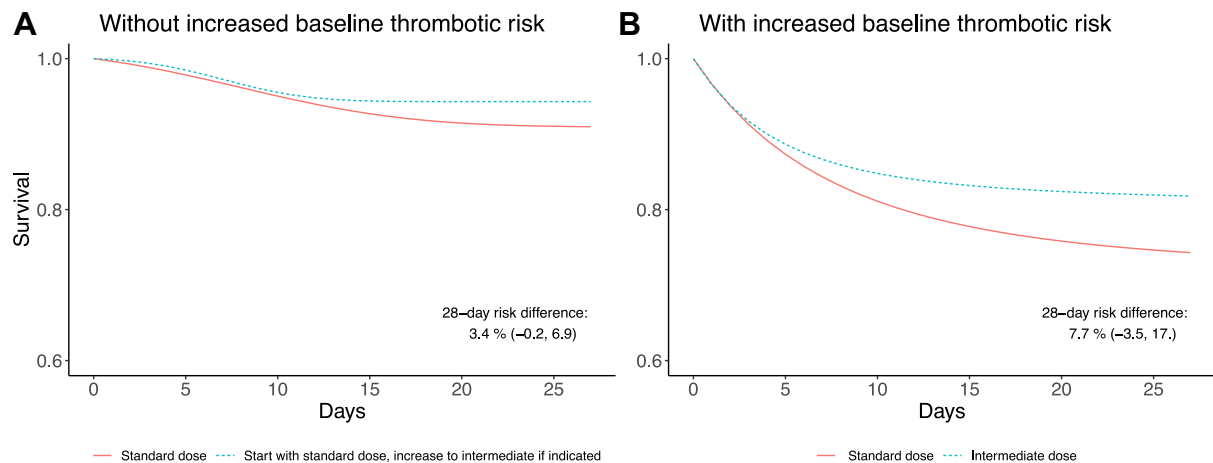 A Without increased baseline thrombotic risk
1.0
0.8
0.6
Survival
28–day risk difference:
3.4 % (–0.2, 6.9)
0 5 10 15 20 25
Days
Standard dose Start with standard dose, increase to intermediate if indicated
B With increased baseline thrombotic risk
1.0
0.8
0.6
28–day risk difference:
7.7 % (–3.5, 17.)
0 5 10 15 20 25
Days
Standard dose Intermediate dose